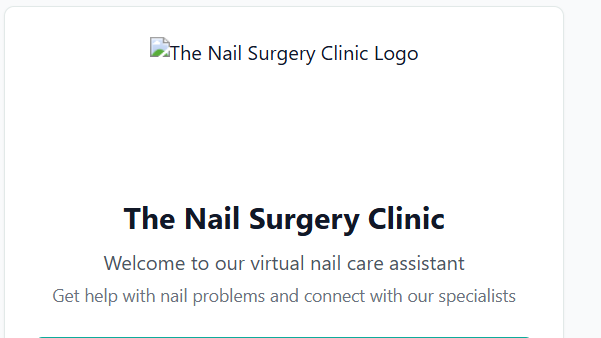 The Nail Surgery Clinic Logo
The Nail Surgery Clinic
Welcome to our virtual nail care assistant
Get help with nail problems and connect with our specialists